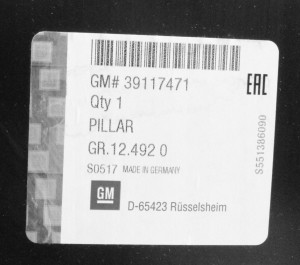 GM# 39117471
Qty 1
PILLAR
GR.12.492 0
S0517 MADE IN GERMANY
GM
D-65423 Rüsselsheim
EAC
S551386090